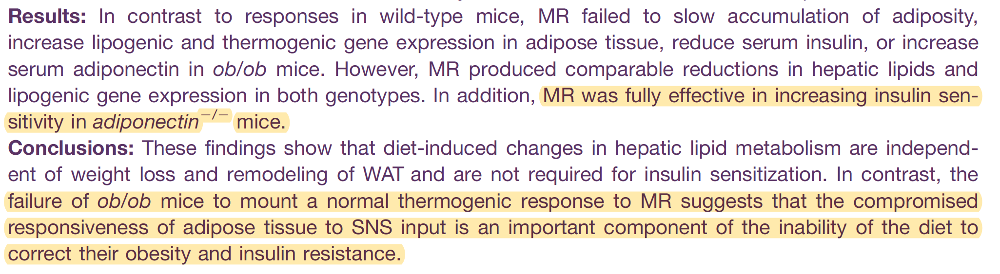 Results: In contrast to responses in wild-type mice, MR failed to slow accumulation of adiposity,
increase lipogenic and thermogenic gene expression in adipose tissue, reduce serum insulin, or increase
serum adiponectin in ob/ob mice. However, MR produced comparable reductions in hepatic lipids and
lipogenic gene expression in both genotypes. In addition, MR was fully effective in increasing insulin sen-
sitivity in adiponectin−/− mice.
Conclusions: These findings show that diet-induced changes in hepatic lipid metabolism are independ-
ent of weight loss and remodeling of WAT and are not required for insulin sensitization. In contrast, the
failure of ob/ob mice to mount a normal thermogenic response to MR suggests that the compromised
responsiveness of adipose tissue to SNS input is an important component of the inability of the diet to
correct their obesity and insulin resistance.